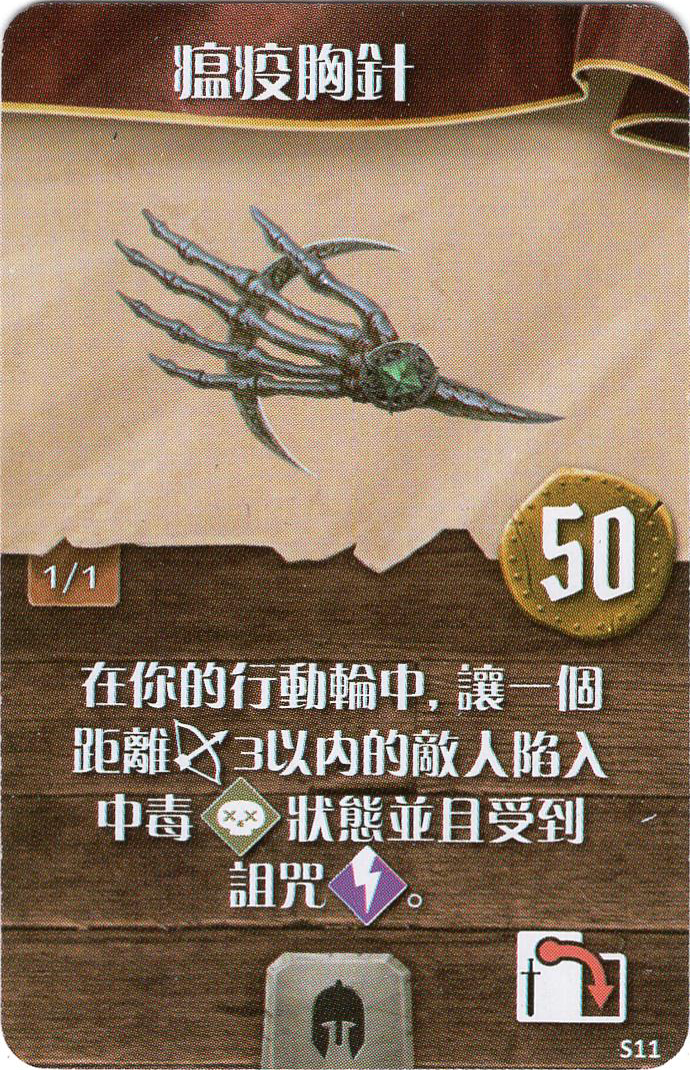 瘟疫胸針
1/1
50
在你的行動輪中，讓一個
距離3以內的敵人陷入
中毒狀態並且受到
詛咒。
S11